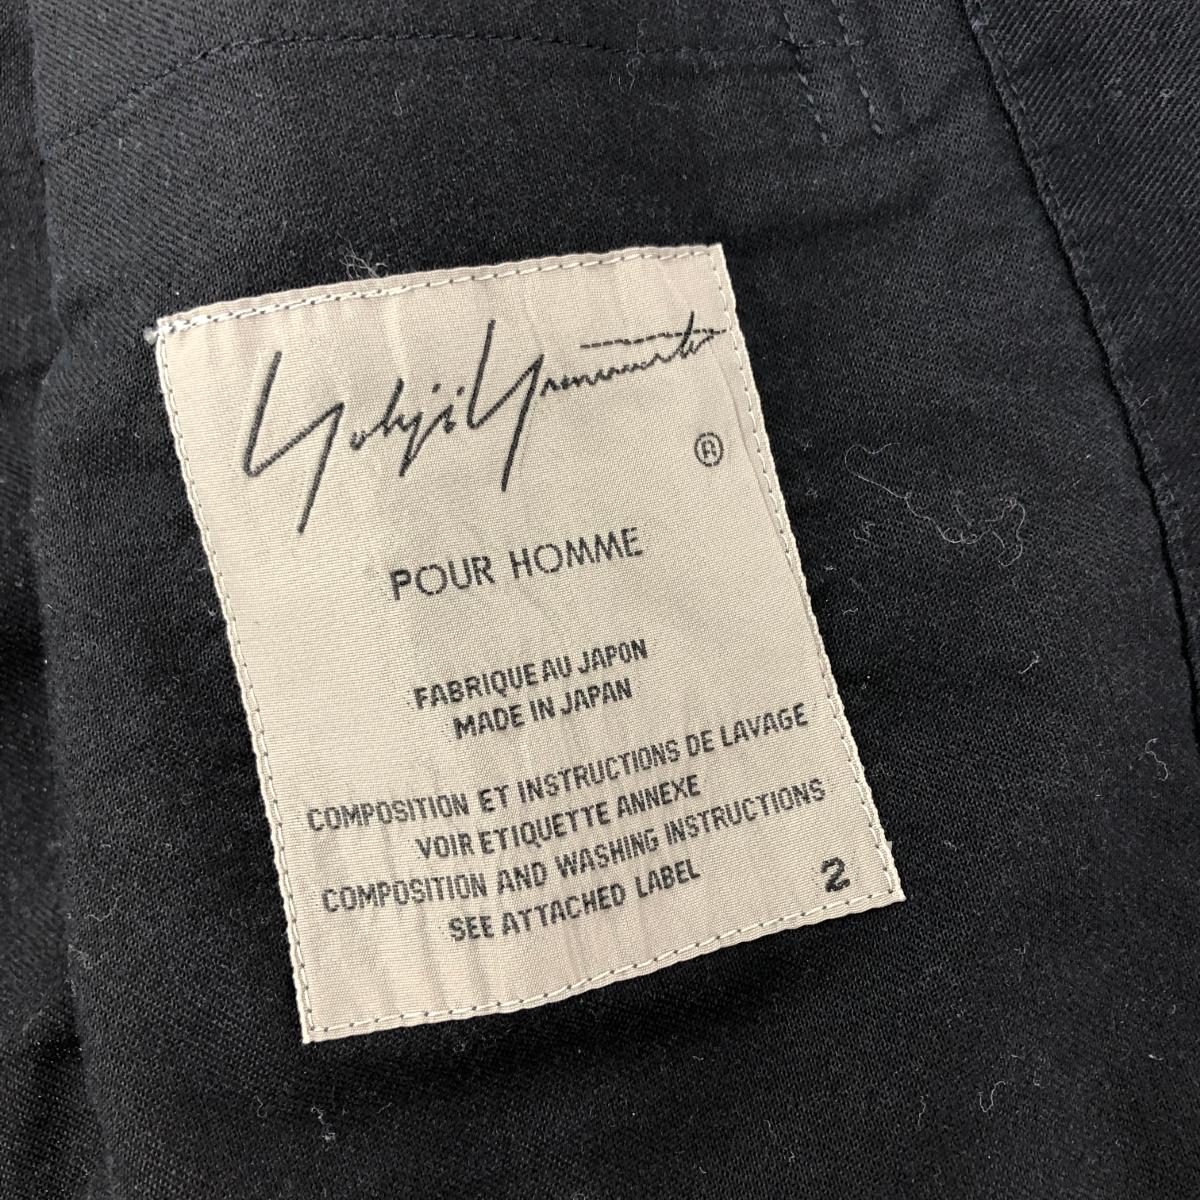 Yohji Yamamoto
®
POUR HOMME
FABRIQUE AU JAPON
MADE IN JAPAN
COMPOSITION ET INSTRUCTIONS DE LAVAGE
VOIR ETIQUETTE ANNEXE
COMPOSITION AND WASHING INSTRUCTIONS
SEE ATTACHED LABEL
2